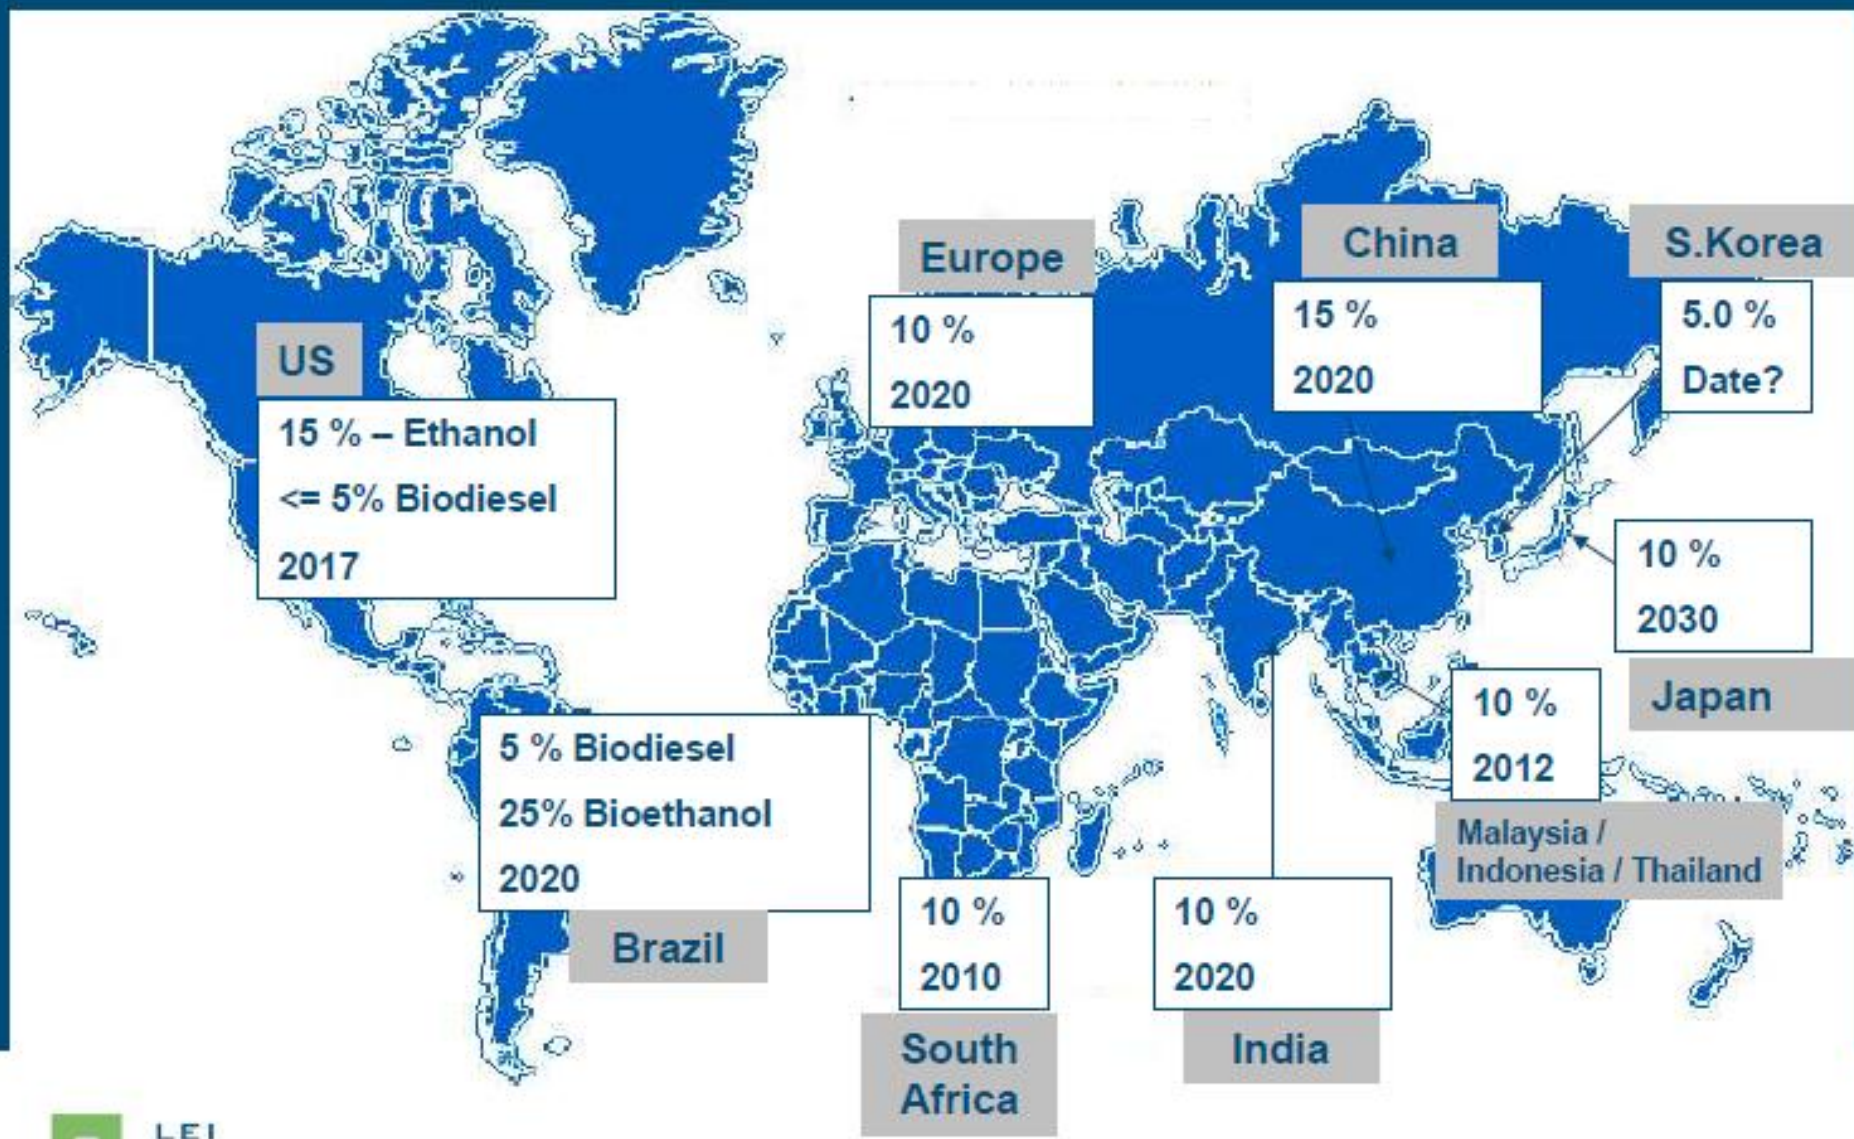 Europe
10 %
2020
China
15 %
2020
S.Korea
5.0 %
Date?
US
15 % – Ethanol
<= 5% Biodiesel
2017
10 %
2030
Japan
10 %
2012
Malaysia /
Indonesia / Thailand
5 % Biodiesel
25% Bioethanol
2020
Brazil
10 %
2010
South
Africa
10 %
2020
India
LEI